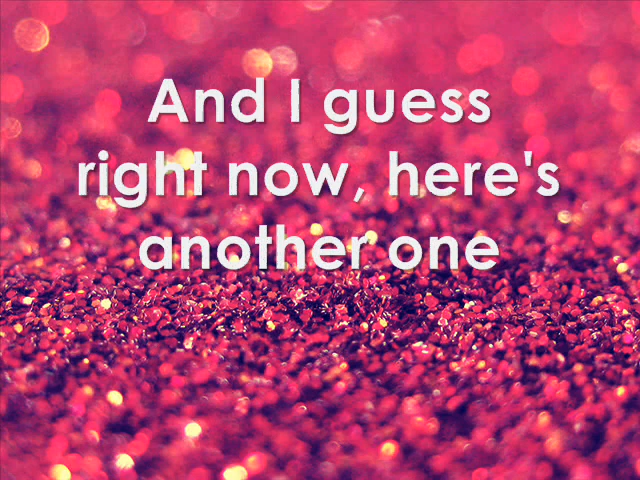 And I guess
right now, here's
another one